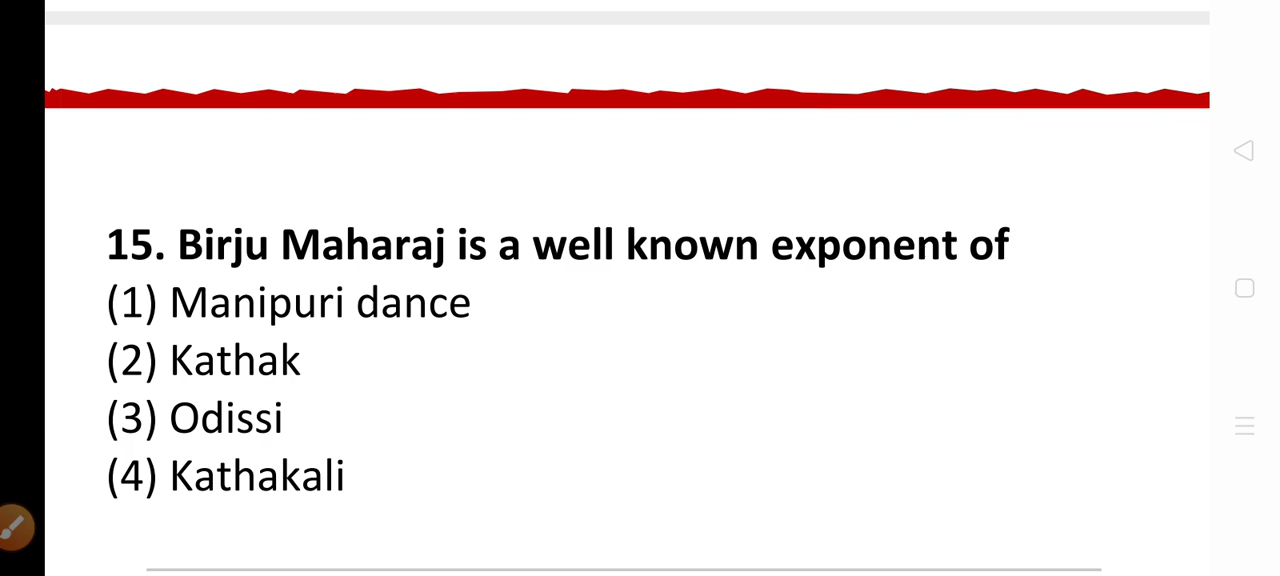 15. Birju Maharaj is a well known exponent of
(1) Manipuri dance
(2) Kathak
(3) Odissi
(4) Kathakali